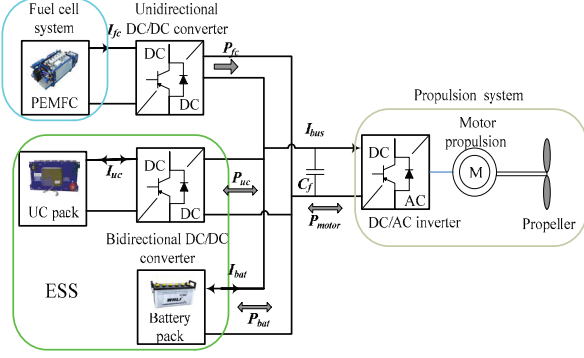 Fuel cell
system
Unidirectional
DC/DC converter
Ifc
DC
DC
Pfc
PEMFC
Propulsion system
Ibus
Motor
propulsion
DC
AC
M
Cf
DC/AC inverter
Propeller
Pmotor
UC pack
Iuc
DC
DC
Puc
Bidirectional DC/DC
converter
Ibat
ESS
Battery
pack
Pbat